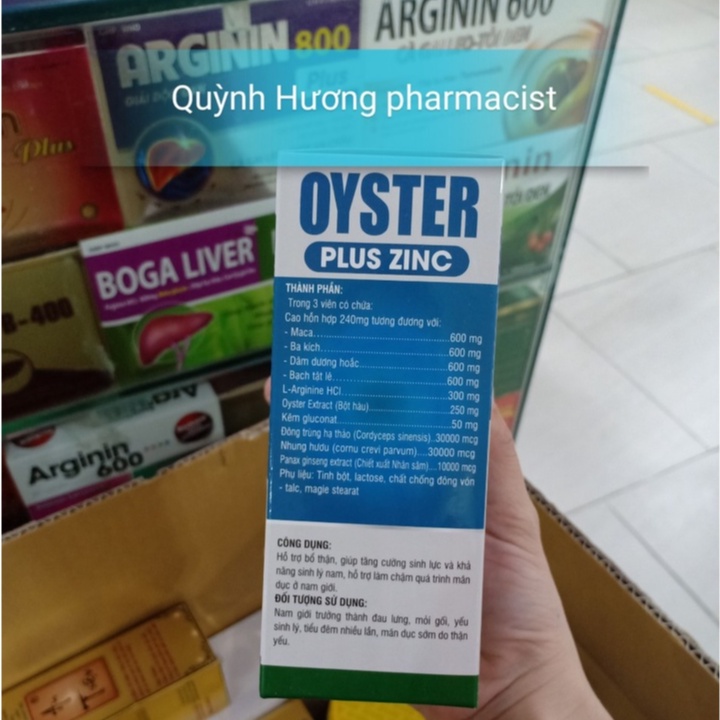 ARGININ 800
Plus
ARGININ 600
Plus
Quỳnh Hương pharmacist
BOGA LIVER
B-400
Arginin
600
OYSTER
PLUS ZINC
THÀNH PHẦN:
Trong 3 viên có chứa:
Cao hỗn hợp 240mg tương đương với:
- Maca......................................600 mg
- Ba kích...................................600 mg
- Dâm dương hoắc......................600 mg
- Bạch tật lê..............................600 mg
L-Arginine HCl...........................300 mg
Oyster Extract (Bột hàu)................250 mg
Kẽm gluconat..............................50 mg
Đông trùng hạ thảo (Cordyceps sinensis)..30000 mcg
Nhung hươu (cornu crevi parvum)....30000 mcg
Panax ginseng extract (Chiết xuất Nhân sâm)...10000 mcg
Phụ liệu: Tinh bột, lactose, chất chống đông vón
- talc, magie stearat
CÔNG DỤNG:
Hỗ trợ bổ thận, giúp tăng cường sinh lực và khả
năng sinh lý nam, hỗ trợ làm chậm quá trình mãn
dục ở nam giới.
ĐỐI TƯỢNG SỬ DỤNG:
Nam giới trưởng thành đau lưng, mỏi gối, yếu
sinh lý, tiểu đêm nhiều lần, mãn dục sớm do thận
yếu.